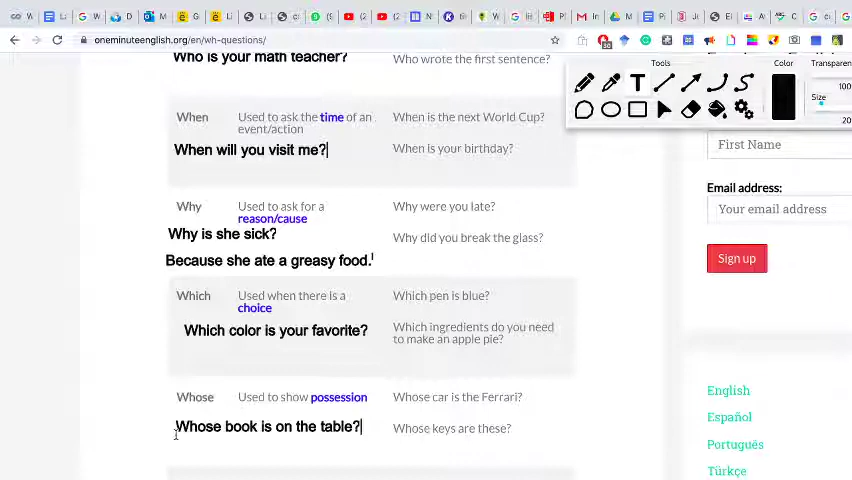 oneminuteenglish.org/en/wh-questions/
Who is your math teacher?
Who wrote the first sentence?
Tools
Color
Transparen
100
Size
20
When
Used to ask the time of an
event/action
When is the next World Cup?
When will you visit me?
When is your birthday?
First Name
Email address:
Your email address
Sign up
Why
Used to ask for a
reason/cause
Why were you late?
Why is she sick?
Why did you break the glass?
Because she ate a greasy food.
Which
Used when there is a
choice
Which pen is blue?
Which color is your favorite?
Which ingredients do you need
to make an apple pie?
Whose
Used to show possession
Whose car is the Ferrari?
Whose book is on the table?
Whose keys are these?
English
Español
Português
Türkçe